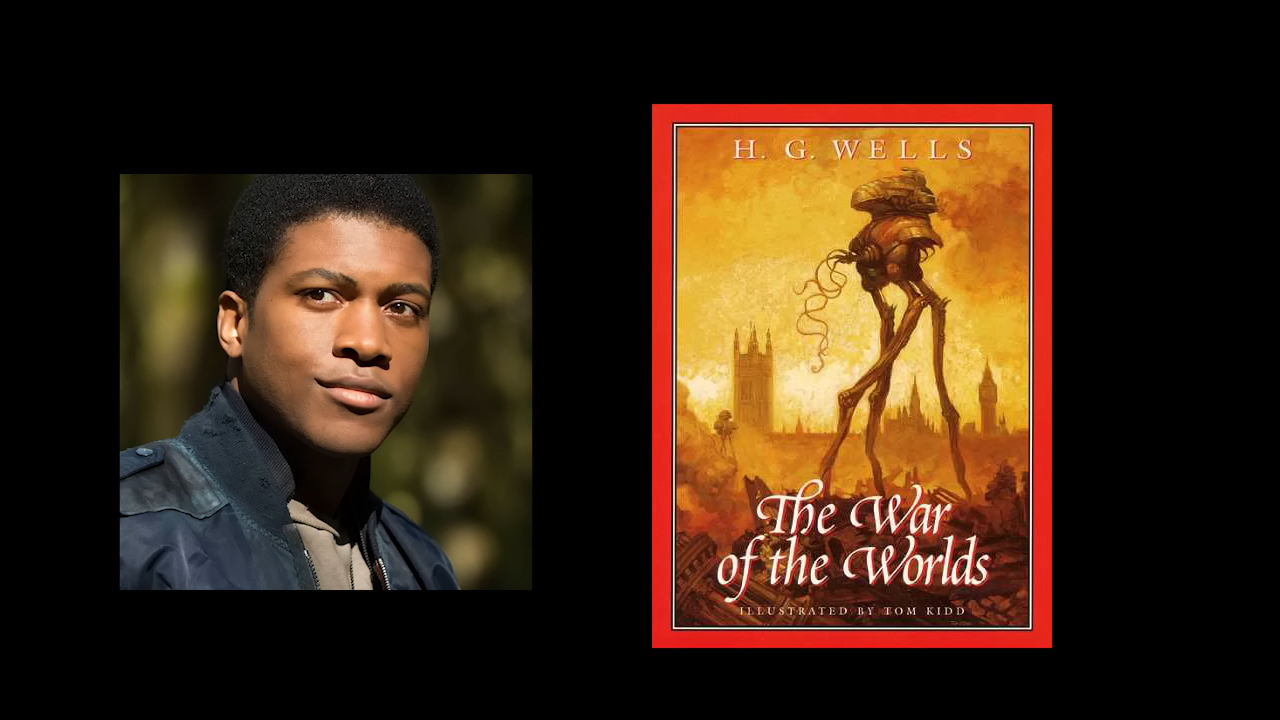 H. G. WELLS
The War
of the Worlds
ILLUSTRATED BY TOM KIDD